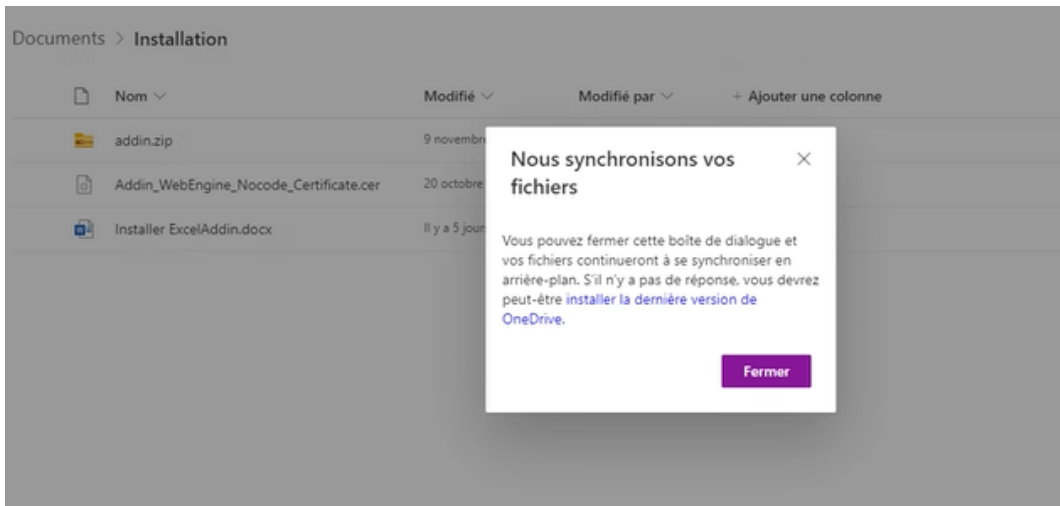 Documents > Installation
Nom Modifié Modifié par + Ajouter une colonne
addin.zip 9 novembre
Addin_WebEngine_Nocode_Certificate.cer 20 octobre
Installer ExcelAddin.docx Il y a 5 jour
Nous synchronisons vos
fichiers
Vous pouvez fermer cette boîte de dialogue et
vos fichiers continueront à se synchroniser en
arrière-plan. S'il n'y a pas de réponse, vous devrez
peut-être installer la dernière version de
OneDrive.
Fermer